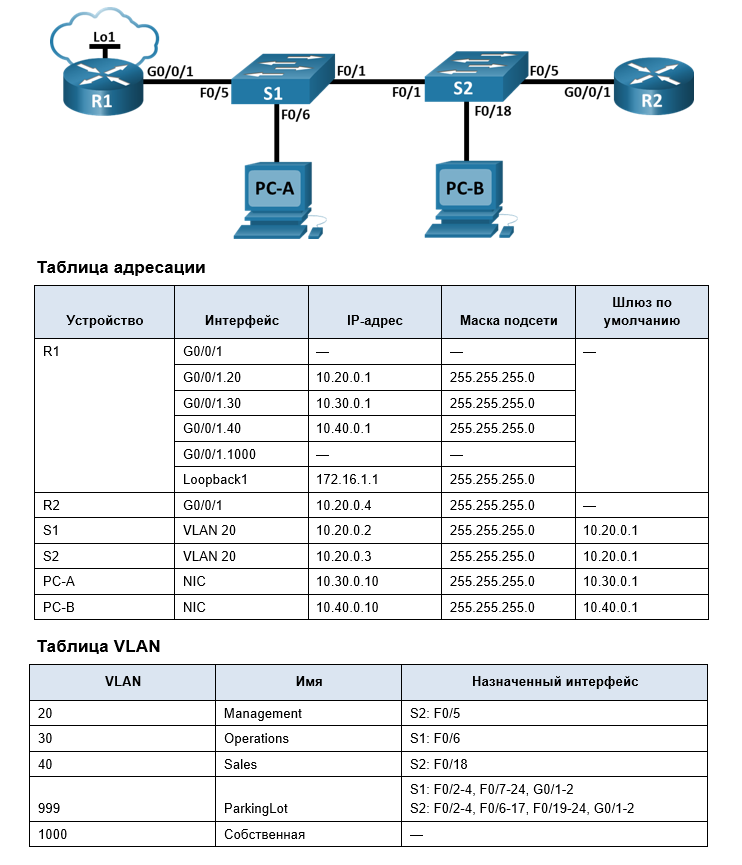 Lo1
G0/0/1
F0/5
F0/1
F0/1
F0/5
G0/0/1
R1
S1
S2
R2
F0/6
F0/18
PC-A
PC-B
Таблица адресации
Устройство Интерфейс IP-адрес Маска подсети Шлюз по
умолчанию
R1 G0/0/1 — — —
G0/0/1.20 10.20.0.1 255.255.255.0
G0/0/1.30 10.30.0.1 255.255.255.0
G0/0/1.40 10.40.0.1 255.255.255.0
G0/0/1.1000 — —
Loopback1 172.16.1.1 255.255.255.0
R2 G0/0/1 10.20.0.4 255.255.255.0 —
S1 VLAN 20 10.20.0.2 255.255.255.0 10.20.0.1
S2 VLAN 20 10.20.0.3 255.255.255.0 10.20.0.1
PC-A NIC 10.30.0.10 255.255.255.0 10.30.0.1
PC-B NIC 10.40.0.10 255.255.255.0 10.40.0.1
Таблица VLAN
VLAN Имя Назначенный интерфейс
20 Management S2: F0/5
30 Operations S1: F0/6
40 Sales S2: F0/18
S1: F0/2-4, F0/7-24, G0/1-2
999 ParkingLot S2: F0/2-4, F0/6-17, F0/19-24, G0/1-2
1000 Собственная —